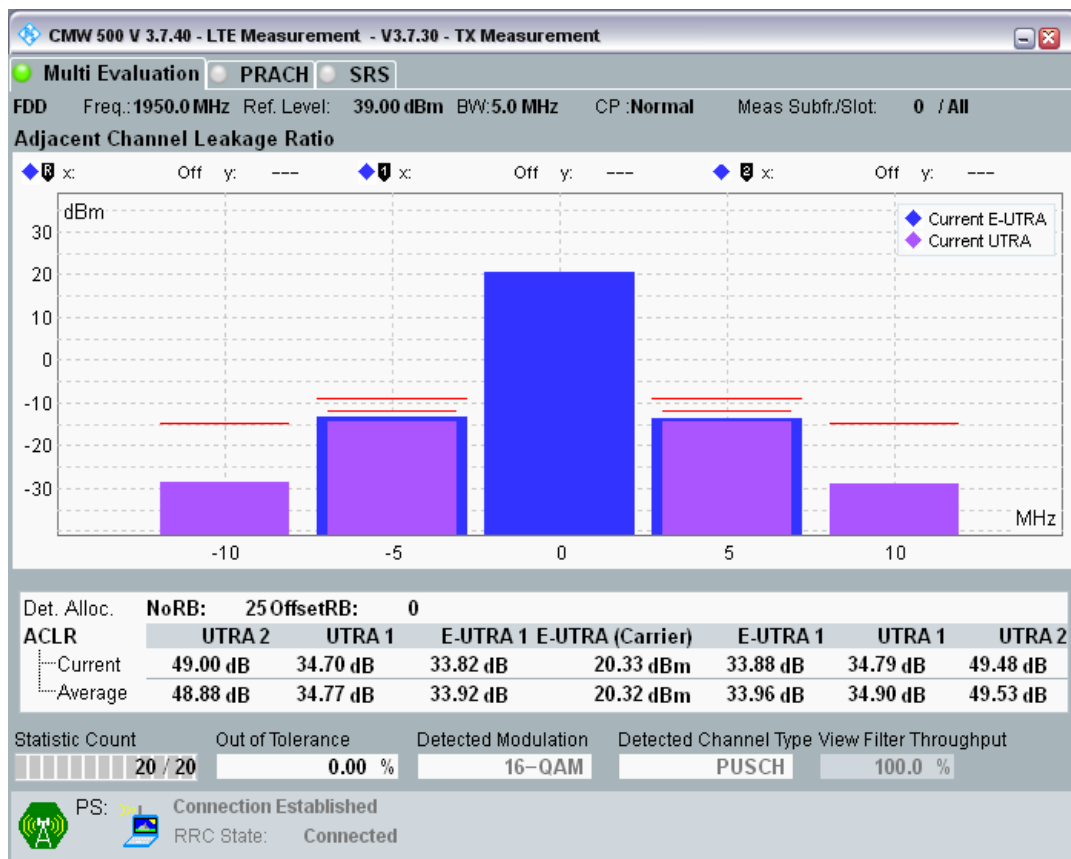 CMW 500 V 3.7.40 - LTE Measurement - V3.7.30 - TX Measurement
Multi Evaluation PRACH SRS
FDD Freq.:1950.0 MHz Ref. Level: 39.00 dBm BW:5.0 MHz CP :Normal Meas Subfr./Slot: 0 / All
Adjacent Channel Leakage Ratio
R x: Off y: --- 1 x: Off y: --- 2 x: Off y: ---
dBm
Current E-UTRA
Current UTRA
30
20
10
0
-10
-20
-30
MHz
-10 -5 0 5 10
Det. Alloc. NoRB: 25 OffsetRB: 0
ACLR UTRA 2 UTRA 1 E-UTRA 1 E-UTRA (Carrier) E-UTRA 1 UTRA 1 UTRA 2
Current 49.00 dB 34.70 dB 33.82 dB 20.33 dBm 33.88 dB 34.79 dB 49.48 dB
Average 48.88 dB 34.77 dB 33.92 dB 20.32 dBm 33.96 dB 34.90 dB 49.53 dB
Statistic Count Out of Tolerance Detected Modulation Detected Channel Type View Filter Throughput
20 / 20 0.00 % 16-QAM PUSCH 100.0 %
PS: Connection Established
RRC State: Connected